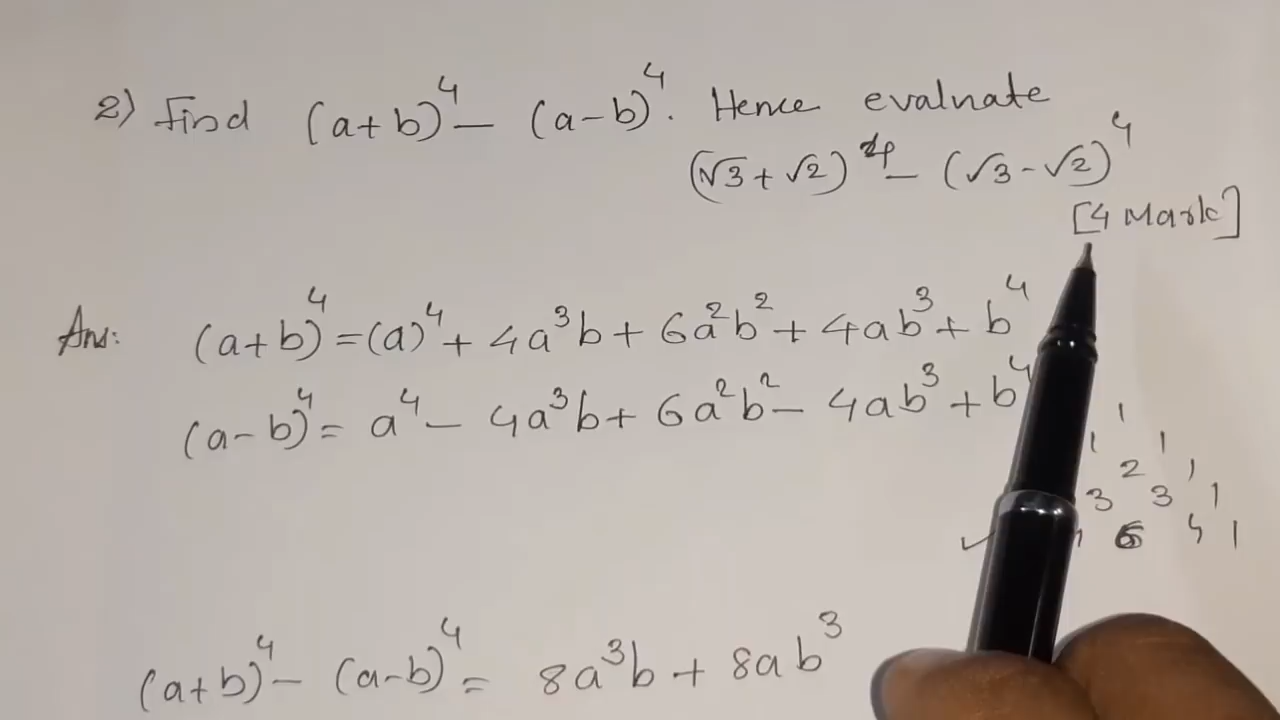 2) Find (a+b)⁴ – (a–b)⁴. Hence evaluate
(√3 + √2)⁴ – (√3 - √2)⁴
[4 Mark]
Ans: (a+b)⁴ = (a)⁴ + 4a³b + 6a²b² + 4ab³ + b⁴
(a-b)⁴ = a⁴ – 4a³b + 6a²b² – 4ab³ + b⁴
1
1 1
2 1
3 3 1
✓ 6 4 1
(a+b)⁴ – (a-b)⁴ = 8a³b + 8ab³